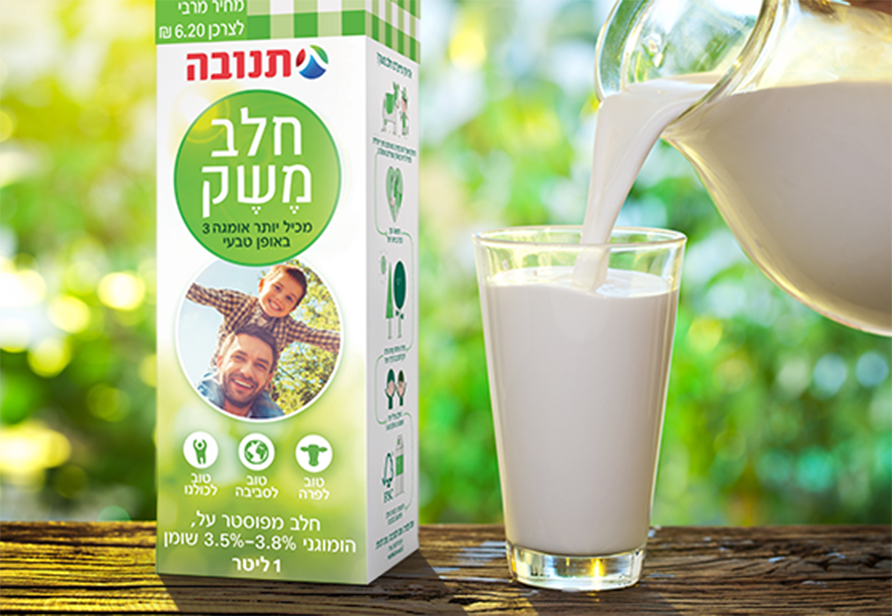 מחיר מרבי
לצרכן 6.20 ₪
תנובה
חלב
מֶשֶק
מכיל יותר אומגה 3
באופן טבעי
טוב
לכולנו
טוב
לסביבה
טוב
לפרה
חלב מפוסטר על,
הומוגני 3.5%-3.8% שומן
1 ליטר
FSC